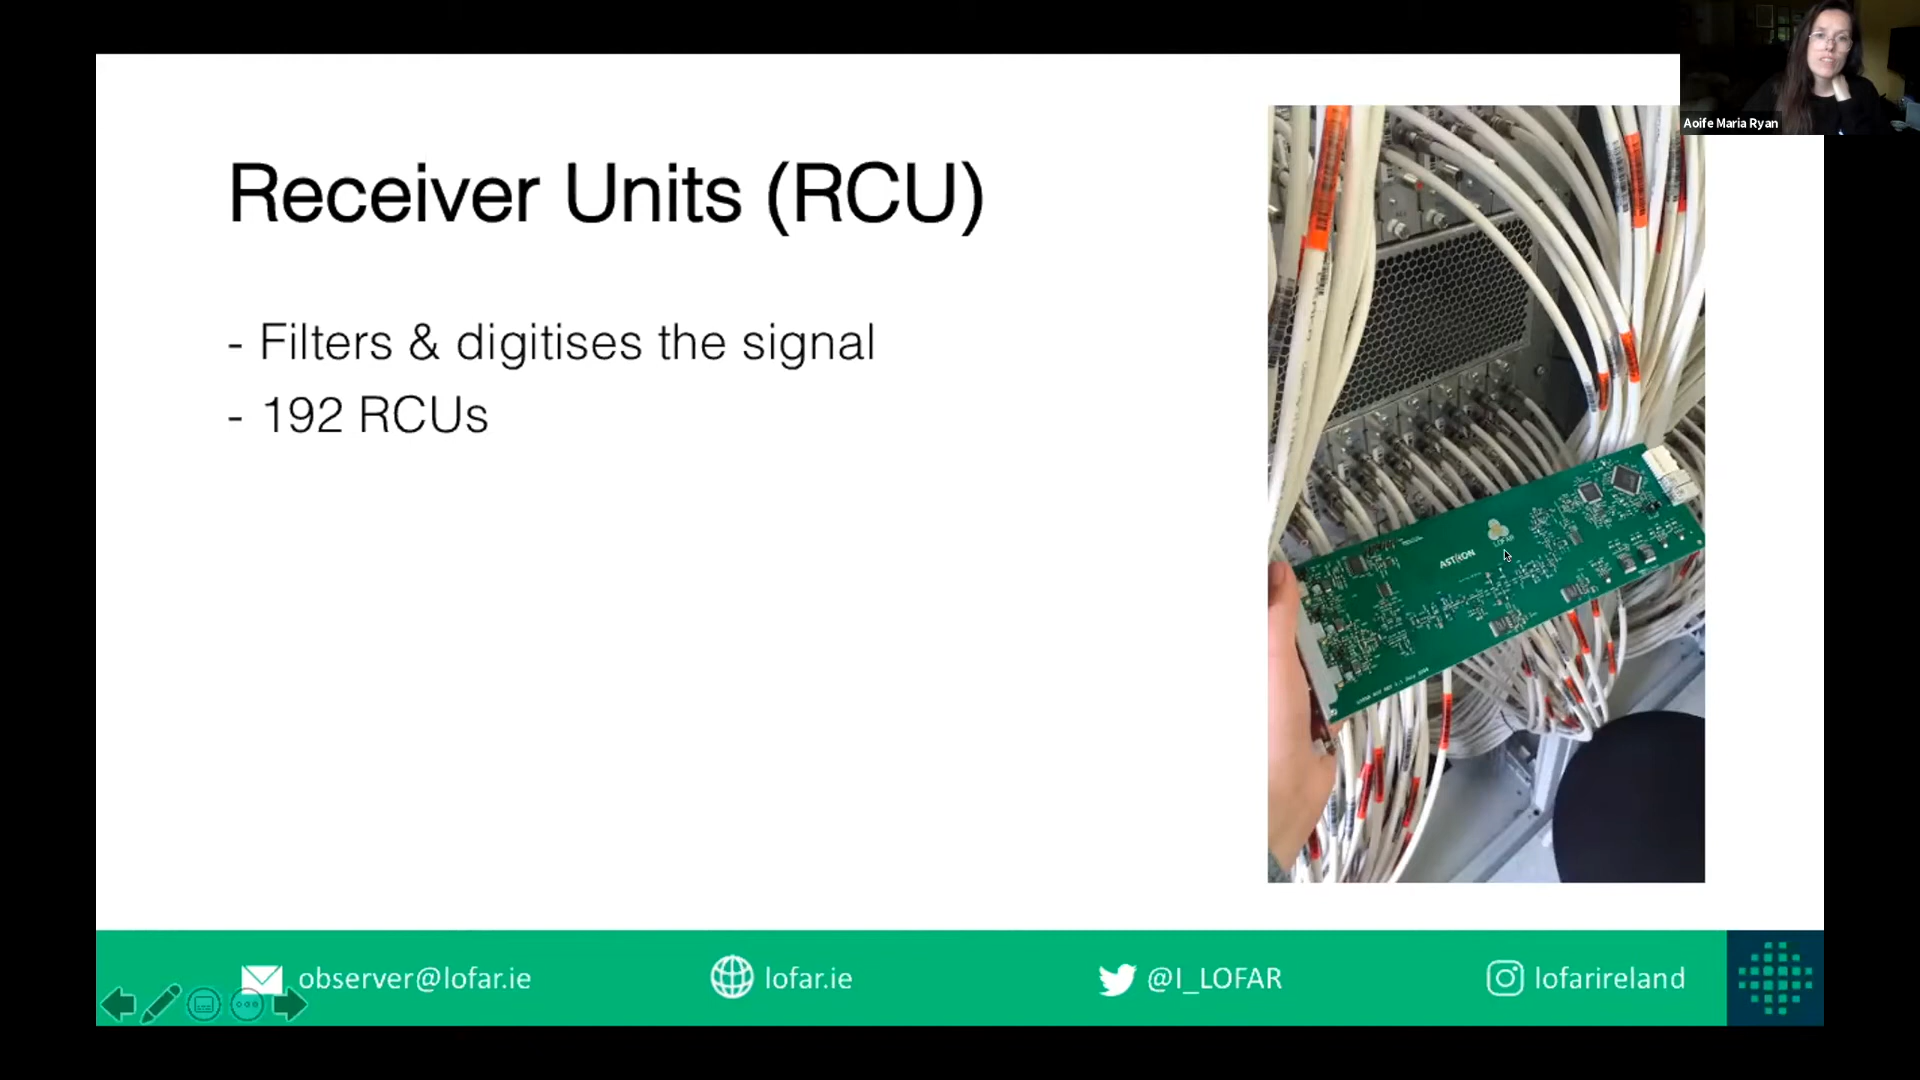 Aoife Maria Ryan
Receiver Units (RCU)
- Filters & digitises the signal
- 192 RCUs
LOFAR
ASTRON
observer@lofar.ie
lofar.ie
@I_LOFAR
lofarireland